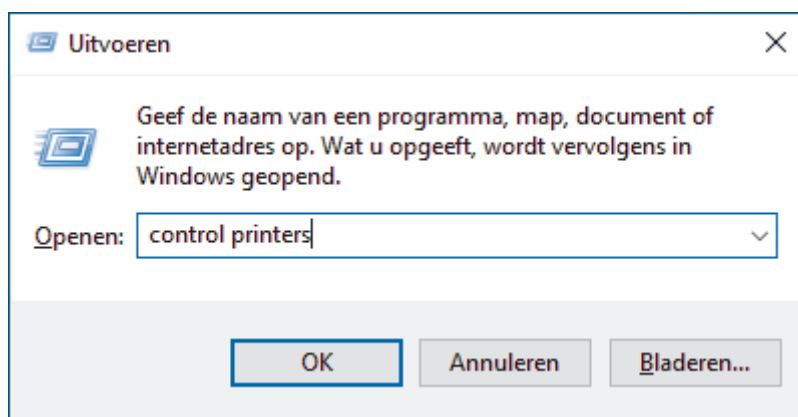 Uitvoeren
Geef de naam van een programma, map, document of
internetadres op. Wat u opgeeft, wordt vervolgens in
Windows geopend.
Openen: control printers
OK Annuleren Bladeren...